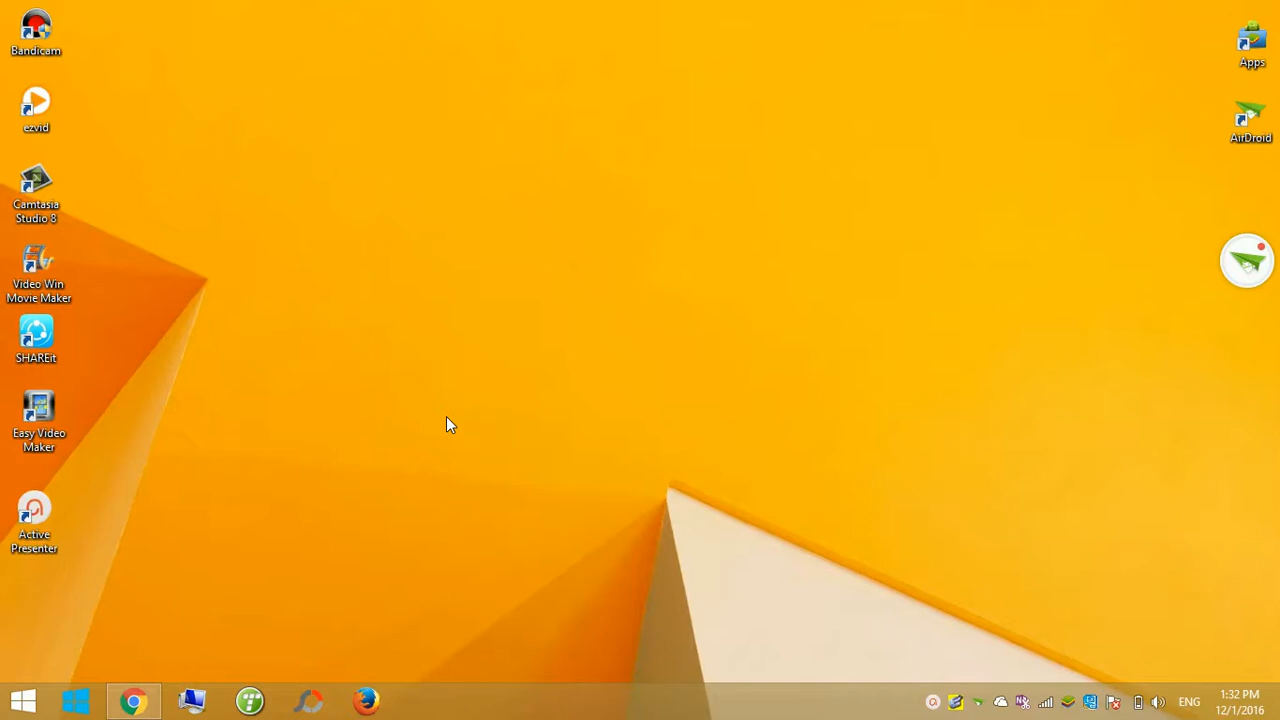 Bandicam
ezvid
Camtasia
Studio 8
Video Win
Movie Maker
SHAREit
Easy Video
Maker
Active
Presenter
Apps
AirDroid
ENG
1:32 PM
12/1/2016